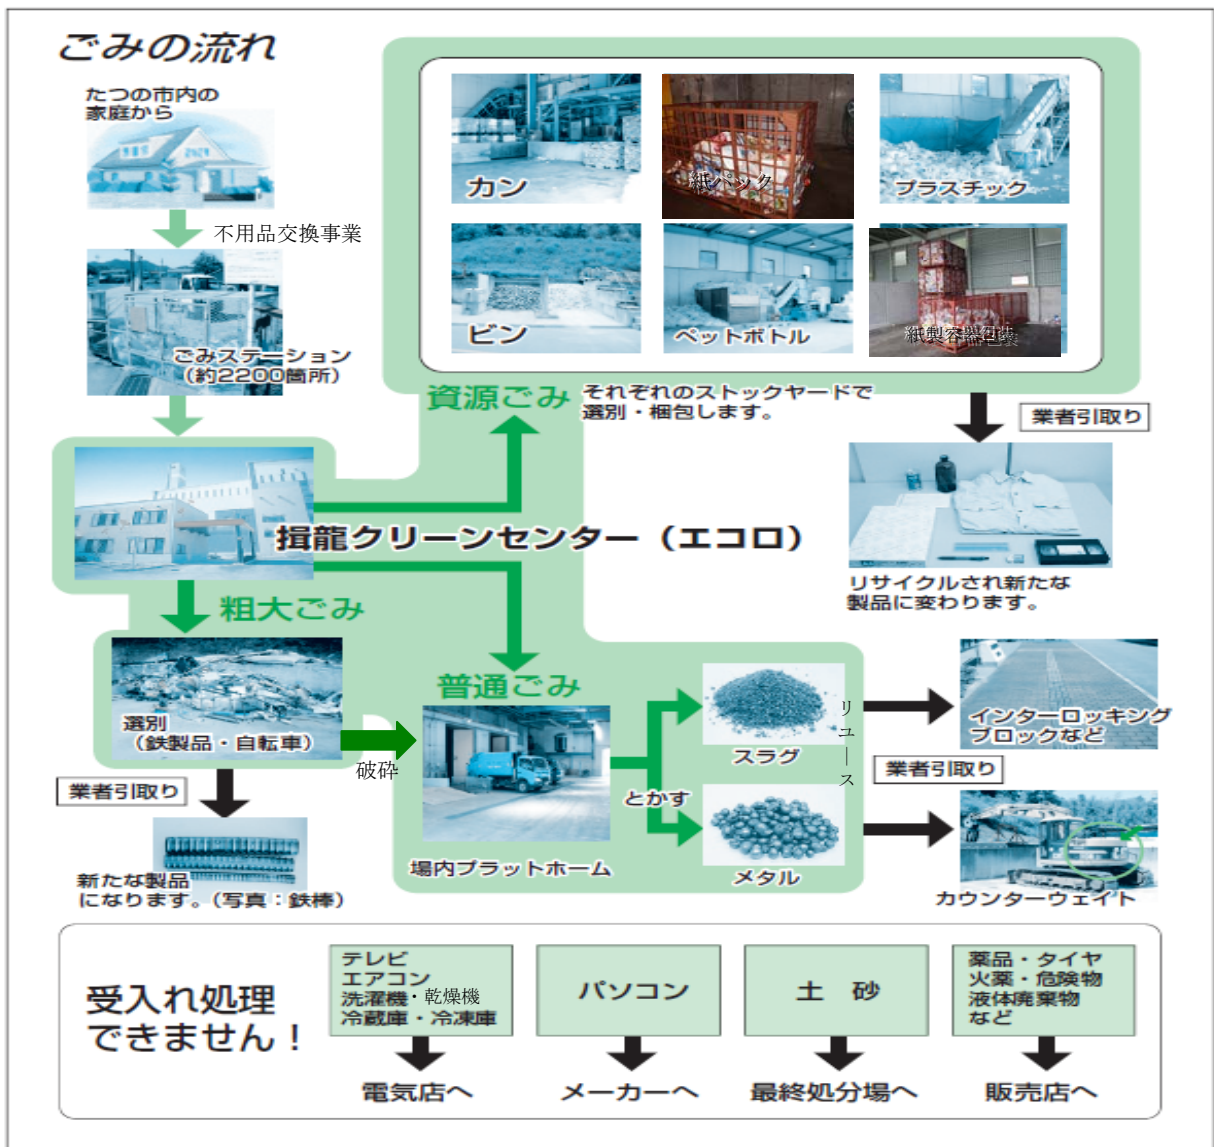 ごみの流れ
たつの市内の
家庭から
不用品交換事業
ごみステーション
（約2200箇所）
カン
紙パック
プラスチック
ビン
ペットボトル
紙製容器包装
資源ごみ
それぞれのストックヤードで
選別・梱包します。
業者引取り
リサイクルされ新たな
製品に変わります。
揖龍クリーンセンター（エコロ）
粗大ごみ
選別
（鉄製品・自転車）
破砕
業者引取り
新たな製品
になります。（写真：鉄棒）
普通ごみ
場内プラットホーム
とかす
スラグ
メタル
リユース
インターロッキング
ブロックなど
業者引取り
カウンターウェイト
受入れ処理
できません！
テレビ
エアコン
洗濯機・乾燥機
冷蔵庫・冷凍庫
電気店へ
パソコン
メーカーへ
土砂
最終処分場へ
薬品・タイヤ
火薬・危険物
液体廃棄物
など
販売店へ